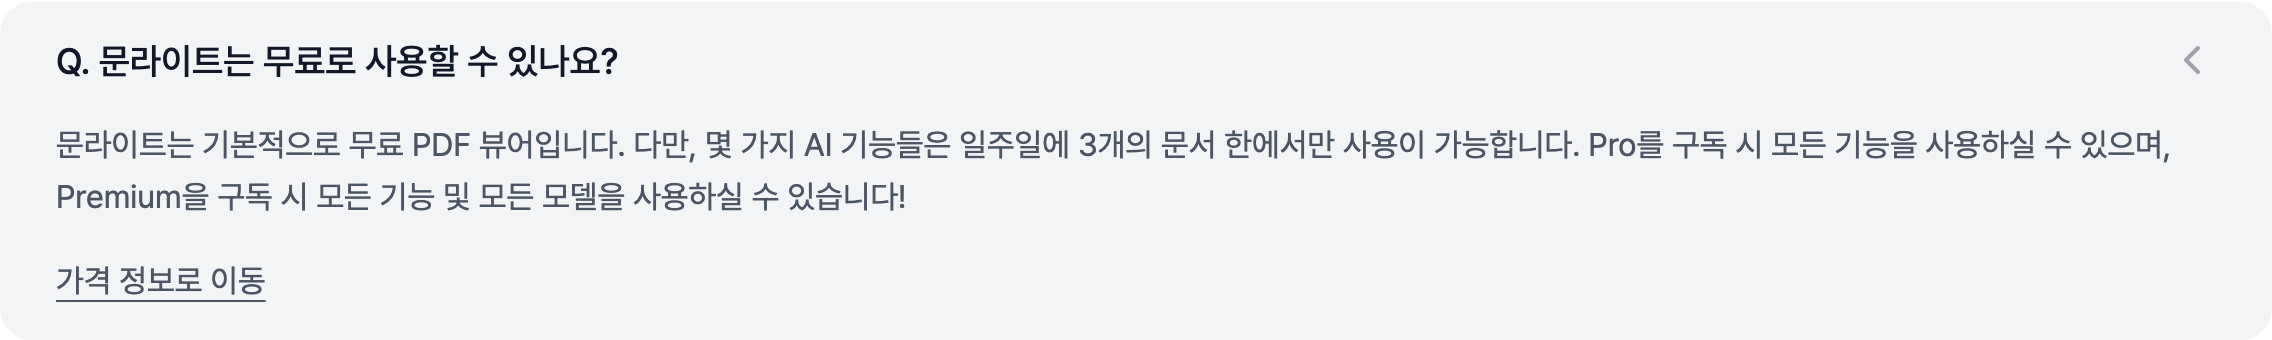 Q. 문라이트는 무료로 사용할 수 있나요?
문라이트는 기본적으로 무료 PDF 뷰어입니다. 다만, 몇 가지 AI 기능들은 일주일에 3개의 문서 한에서만 사용이 가능합니다. Pro를 구독 시 모든 기능을 사용하실 수 있으며,
Premium을 구독 시 모든 기능 및 모든 모델을 사용하실 수 있습니다!
가격 정보로 이동